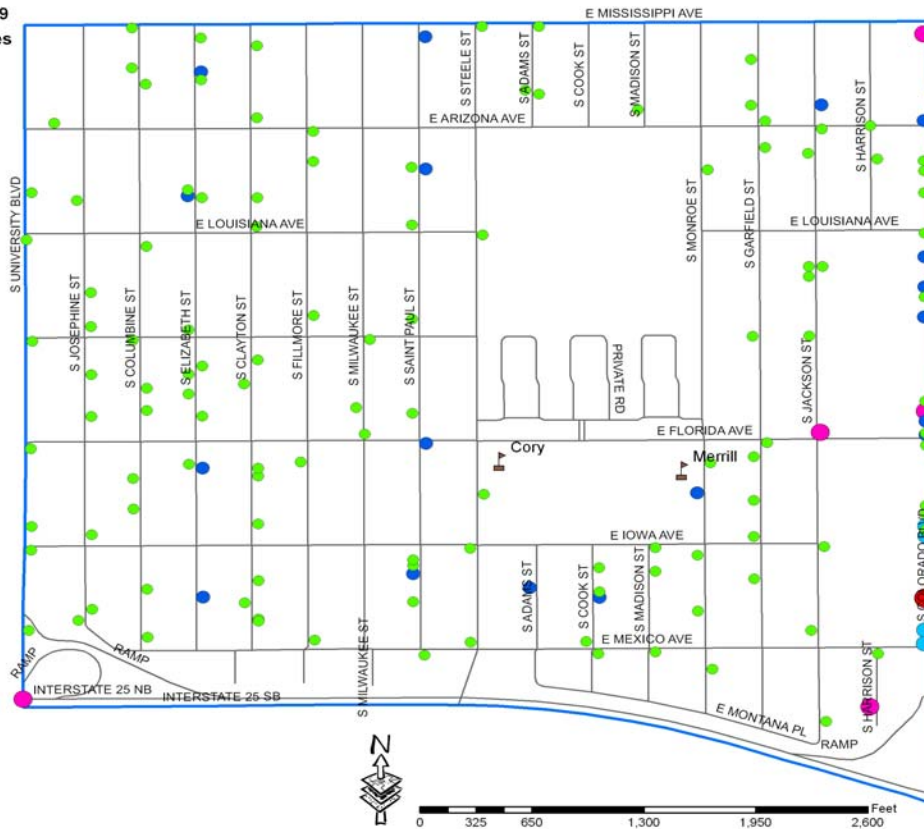 9
es
E MISSISSIPPI AVE
S STEELE ST
S ADAMS ST
S COOK ST
S MADISON ST
E ARIZONA AVE
S HARRISON ST
S UNIVERSITY BLVD
S MONROE ST
S GARFIELD ST
E LOUISIANA AVE
E LOUISIANA AVE
S JOSEPHINE ST
S COLUMBINE ST
S ELIZABETH ST
S CLAYTON ST
S FILLMORE ST
S MILWAUKEE ST
S SAINT PAUL ST
PRIVATE RD
S JACKSON ST
E FLORIDA AVE
Cory
Merrill
E IOWA AVE
S ADAMS ST
S COOK ST
S MADISON ST
E MEXICO AVE
RAMP
RAMP
S MILWAUKEE ST
S HARRISON ST
INTERSTATE 25 NB
INTERSTATE 25 SB
E MONTANA PL
RAMP
N
Feet
0 325 650 1,300 1,950 2,600